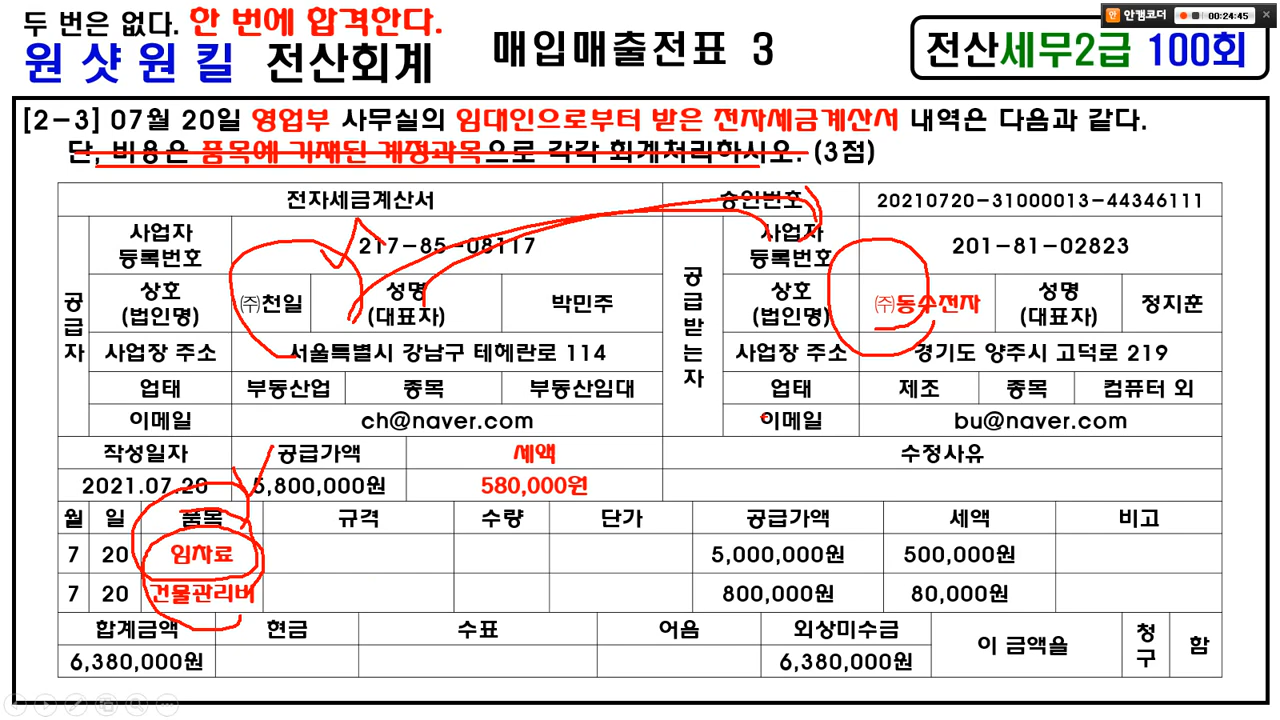 두 번은 없다. 한 번에 합격한다.
원 샷 원 킬 전산회계
매입매출전표 3
안캠코더 00:24:45
전산세무2급 100회
[2-3] 07월 20일 영업부 사무실의 임대인으로부터 받은 전자세금계산서 내역은 다음과 같다.
단, 비용은 품목에 기재된 계정과목으로 각각 회계처리하시오. (3점)
전자세금계산서 승인번호 20210720-31000013-44346111
공급자 사업자등록번호 217-85-08117 공급받는자 사업자등록번호 201-81-02823
상호(법인명) ㈜천일 성명(대표자) 박민주 상호(법인명) ㈜동수전자 성명(대표자) 정지훈
사업장 주소 서울특별시 강남구 테헤란로 114 사업장 주소 경기도 양주시 고덕로 219
업태 부동산업 종목 부동산임대 업태 제조 종목 컴퓨터 외
이메일 ch@naver.com 이메일 bu@naver.com
작성일자 공급가액 세액 수정사유
2021.07.20 5,800,000원 580,000원
월 일 품목 규격 수량 단가 공급가액 세액 비고
7 20 임차료 5,000,000원 500,000원
7 20 건물관리비 800,000원 80,000원
합계금액 현금 수표 어음 외상미수금 이 금액을 청구 함
6,380,000원 6,380,000원